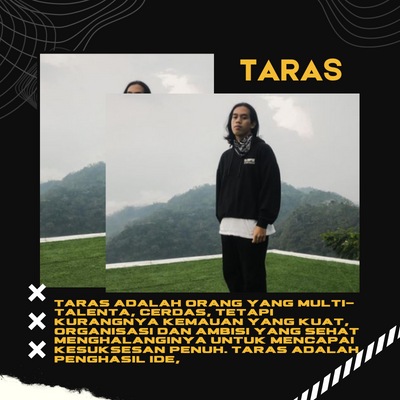 TARAS
TARAS ADALAH ORANG YANG MULTI-
TALENTA, CERDAS, TETAPI
KURANGNYA KEMAUAN YANG KUAT,
ORGANISASI DAN AMBISI YANG SEHAT
MENGHALANGINYA UNTUK MENCAPAI
KESUKSESAN PENUH. TARAS ADALAH
PENGHASIL IDE,